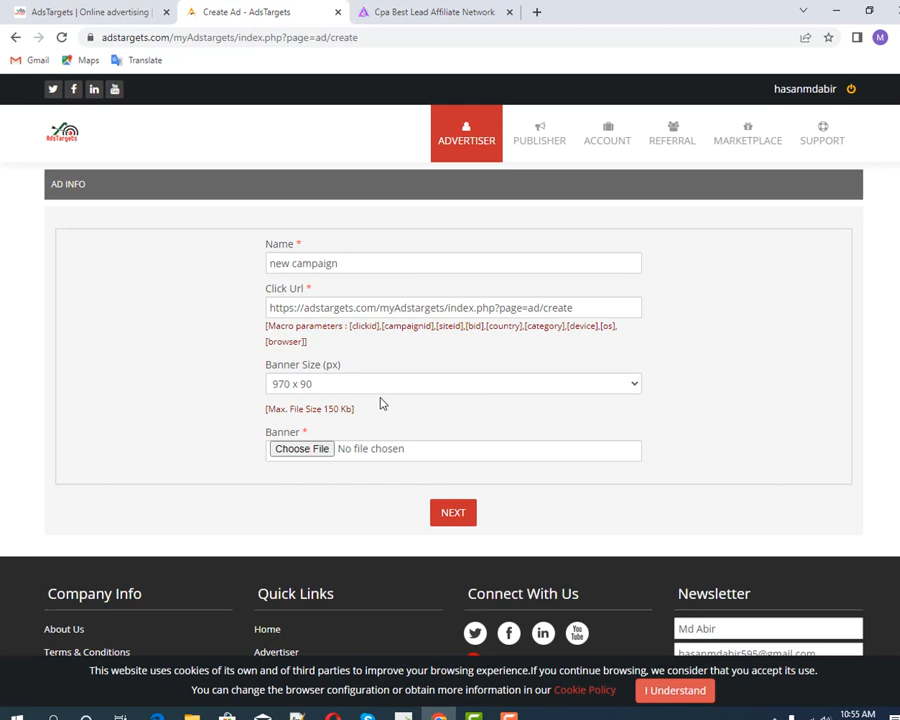 AdsTargets | Online advertising
Create Ad - AdsTargets
Cpa Best Lead Affiliate Network
adstargets.com/myAdstargets/index.php?page=ad/create
M
Gmail
Maps
Translate
hasanmdabir
AdsTargets
ADVERTISER
PUBLISHER
ACCOUNT
REFERRAL
MARKETPLACE
SUPPORT
AD INFO
Name *
new campaign
Click Url *
https://adstargets.com/myAdstargets/index.php?page=ad/create
[Macro parameters : [clickid],[campaignid],[siteid],[bid],[country],[category],[device],[os],
[browser]]
Banner Size (px)
970 x 90
[Max. File Size 150 Kb]
Banner *
Choose File No file chosen
NEXT
Company Info
Quick Links
Connect With Us
Newsletter
About Us
Home
You
Tube
Md Abir
Terms & Conditions
Advertiser
hasanmdabir595@gmail.com
This website uses cookies of its own and of third parties to improve your browsing experience.If you continue browsing, we consider that you accept its use.
You can change the browser configuration or obtain more information in our Cookie Policy
I Understand
10:55 AM